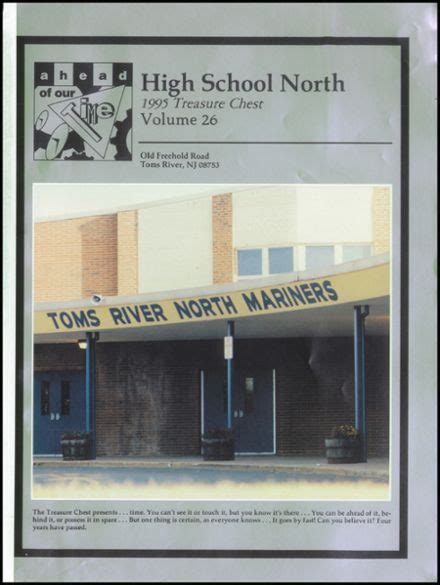 ahead
of our
TIME
High School North
1995 Treasure Chest
Volume 26
Old Freehold Road
Toms River, NJ 08753
TOMS RIVER NORTH MARINERS
The Treasure Chest presents . . . time. You can't see it or touch it, but you know it's there . . . You can be ahead of it, be-
hind it, or possess it in spare . . . But one thing is certain, as everyone knows . . . It goes by fast! Can you believe it? Four
years have passed.